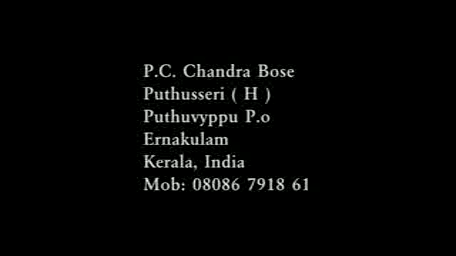 P.C. Chandra Bose
Puthusseri ( H )
Puthuvyppu P.o
Ernakulam
Kerala, India
Mob: 08086 7918 61